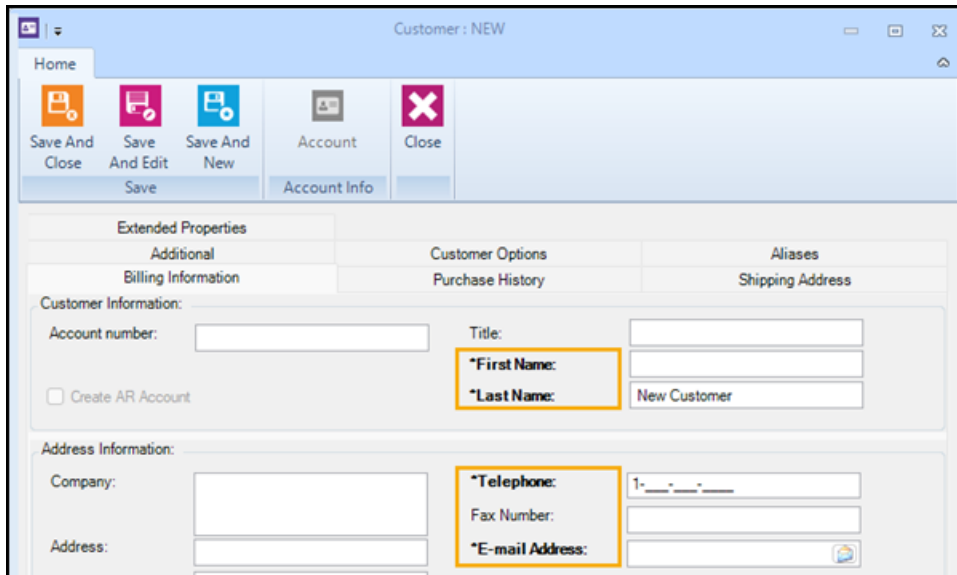 Customer : NEW
Home
Save And Close
Save And Edit
Save And New
Account
Close
Save
Account Info
Extended Properties
Additional
Customer Options
Aliases
Billing Information
Purchase History
Shipping Address
Customer Information:
Account number:
Title:
*First Name:
Create AR Account
*Last Name: New Customer
Address Information:
Company:
*Telephone: 1-___-___-____
Fax Number:
Address:
*E-mail Address: